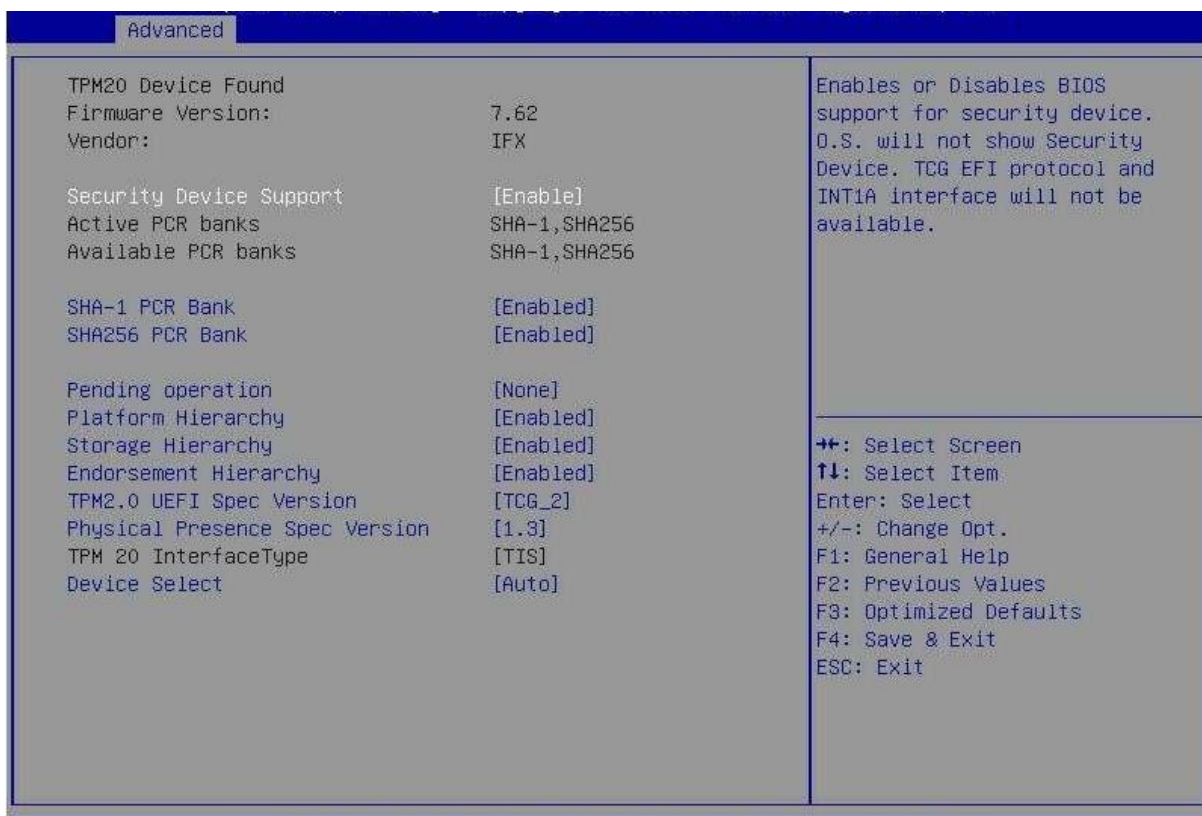 Advanced
TPM20 Device Found
Firmware Version: 7.62
Vendor: IFX
Security Device Support [Enable]
Active PCR banks SHA-1,SHA256
Available PCR banks SHA-1,SHA256
SHA-1 PCR Bank [Enabled]
SHA256 PCR Bank [Enabled]
Pending operation [None]
Platform Hierarchy [Enabled]
Storage Hierarchy [Enabled]
Endorsement Hierarchy [Enabled]
TPM2.0 UEFI Spec Version [TCG_2]
Physical Presence Spec Version [1.3]
TPM 20 InterfaceType [TIS]
Device Select [Auto]
Enables or Disables BIOS
support for security device.
O.S. will not show Security
Device. TCG EFI protocol and
INT1A interface will not be
available.
→←: Select Screen
↑↓: Select Item
Enter: Select
+/-: Change Opt.
F1: General Help
F2: Previous Values
F3: Optimized Defaults
F4: Save & Exit
ESC: Exit